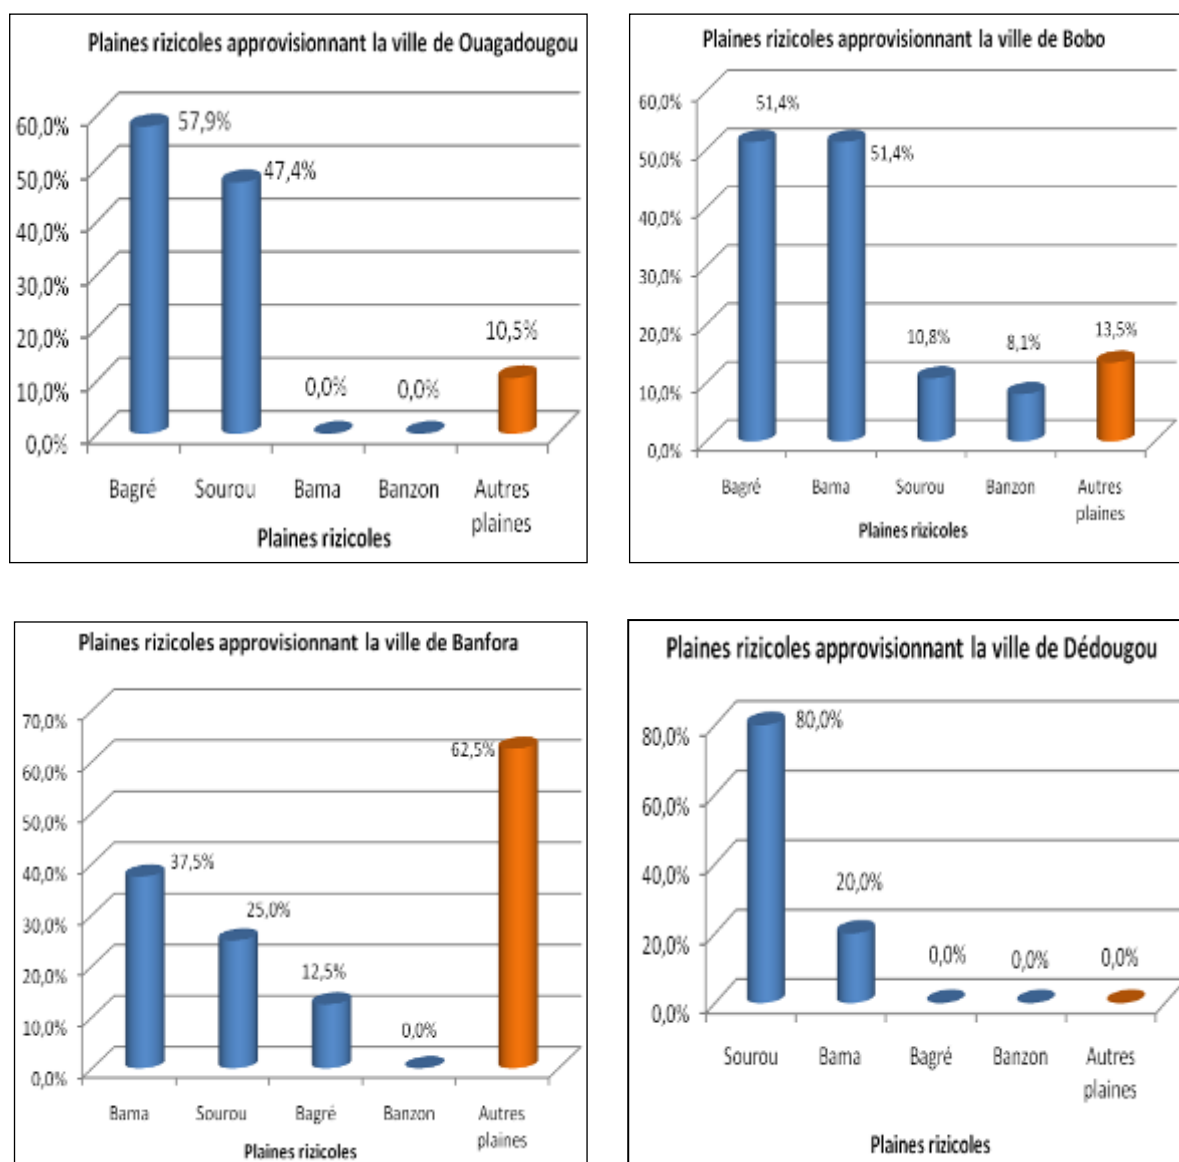 Plaines rizicoles approvisionnant la ville de Ouagadougou
60,0%
50,0%
40,0%
30,0%
20,0%
10,0%
0,0%
57,9%
47,4%
0,0%
0,0%
10,5%
Bagré Sourou Bama Banzon Autres
plaines
Plaines rizicoles
Plaines rizicoles approvisionnant la ville de Bobo
60,0%
50,0%
40,0%
30,0%
20,0%
10,0%
0,0%
51,4%
51,4%
10,8%
8,1%
13,5%
Bagré Bama Sourou Banzon Autres
plaines
Plaines rizicoles
Plaines rizicoles approvisionnant la ville de Banfora
70,0%
60,0%
50,0%
40,0%
30,0%
20,0%
10,0%
0,0%
37,5%
25,0%
12,5%
0,0%
62,5%
Bama Sourou Bagré Banzon Autres
plaines
Plaines rizicoles
Plaines rizicoles approvisionnant la ville de Dédougou
80,0%
60,0%
40,0%
20,0%
0,0%
80,0%
20,0%
0,0%
0,0%
0,0%
Sourou Bama Bagré Banzon Autres
plaines
Plaines rizicoles